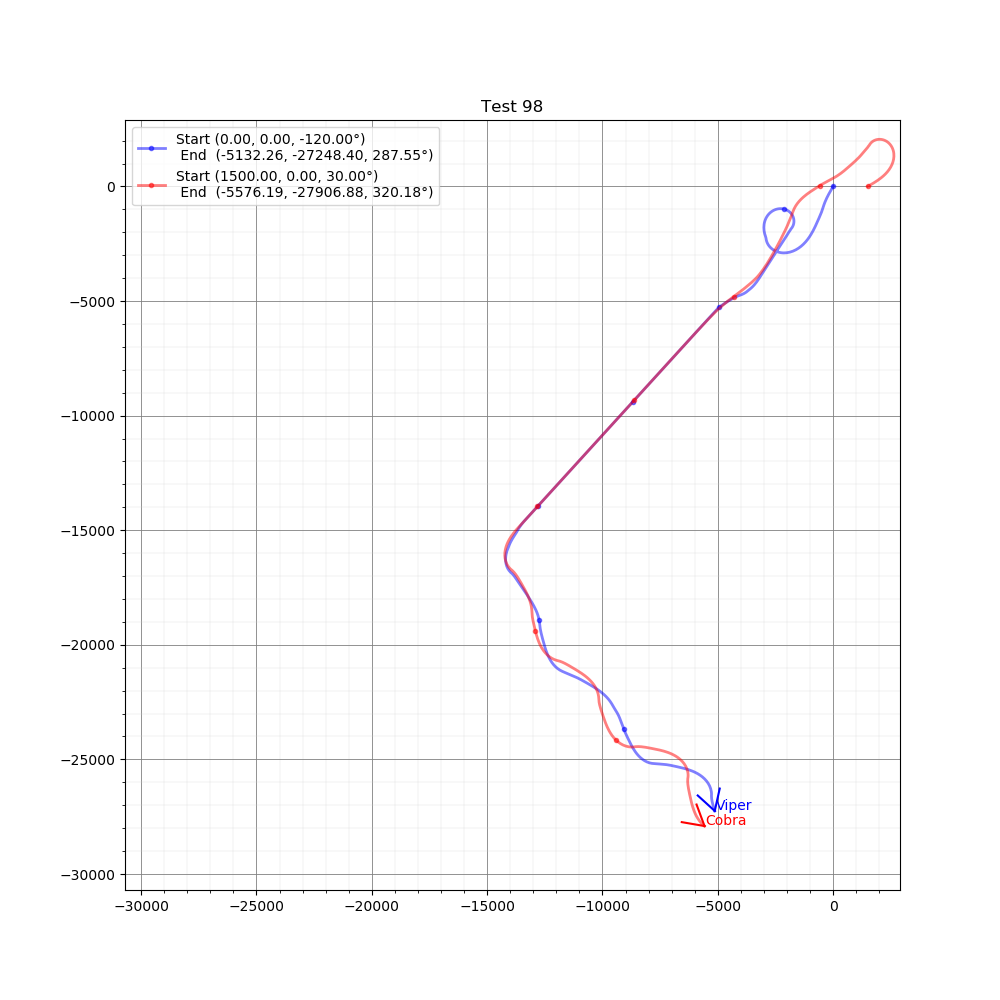 Test 98
Start (0.00, 0.00, -120.00°)
End  (-5132.26, -27248.40, 287.55°)
Start (1500.00, 0.00, 30.00°)
End  (-5576.19, -27906.88, 320.18°)
0
−5000
−10000
−15000
−20000
−25000
−30000
Viper
Cobra
−30000 −25000 −20000 −15000 −10000 −5000 0